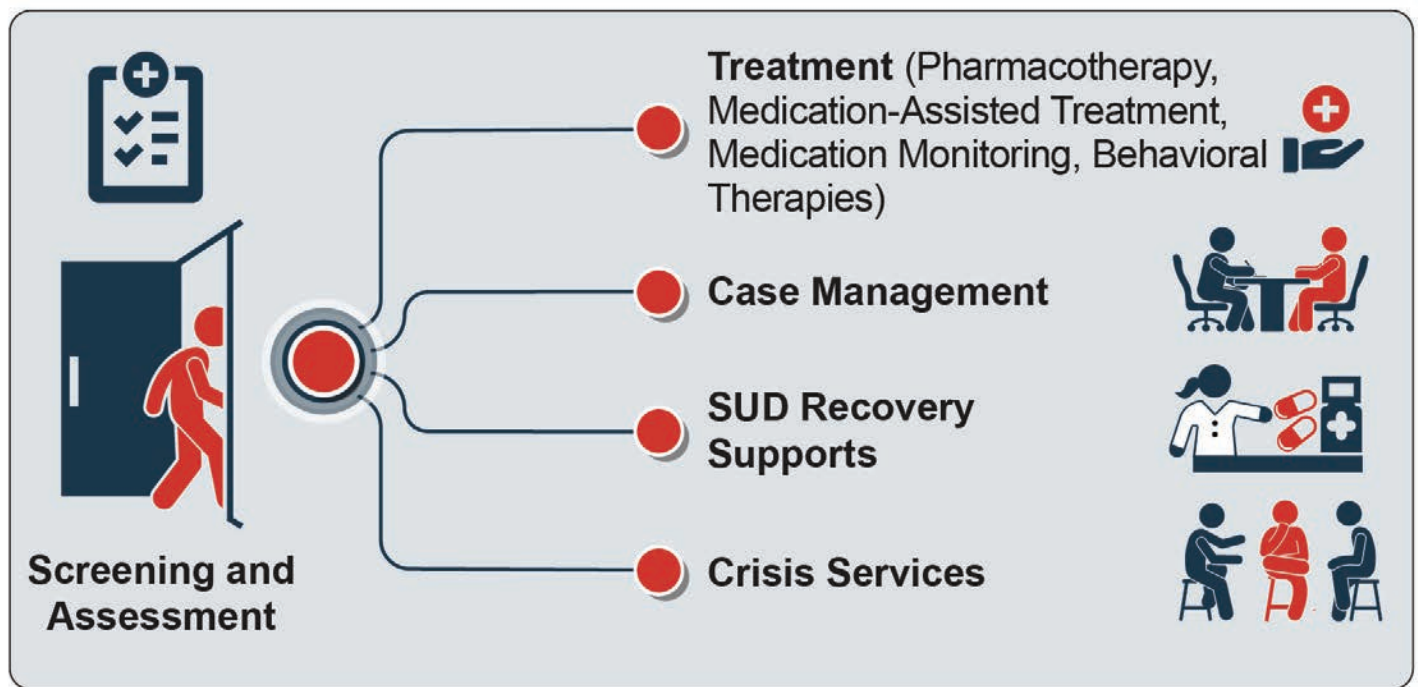 Treatment (Pharmacotherapy,
Medication-Assisted Treatment,
Medication Monitoring, Behavioral
Therapies)
Case Management
SUD Recovery
Supports
Crisis Services
Screening and
Assessment